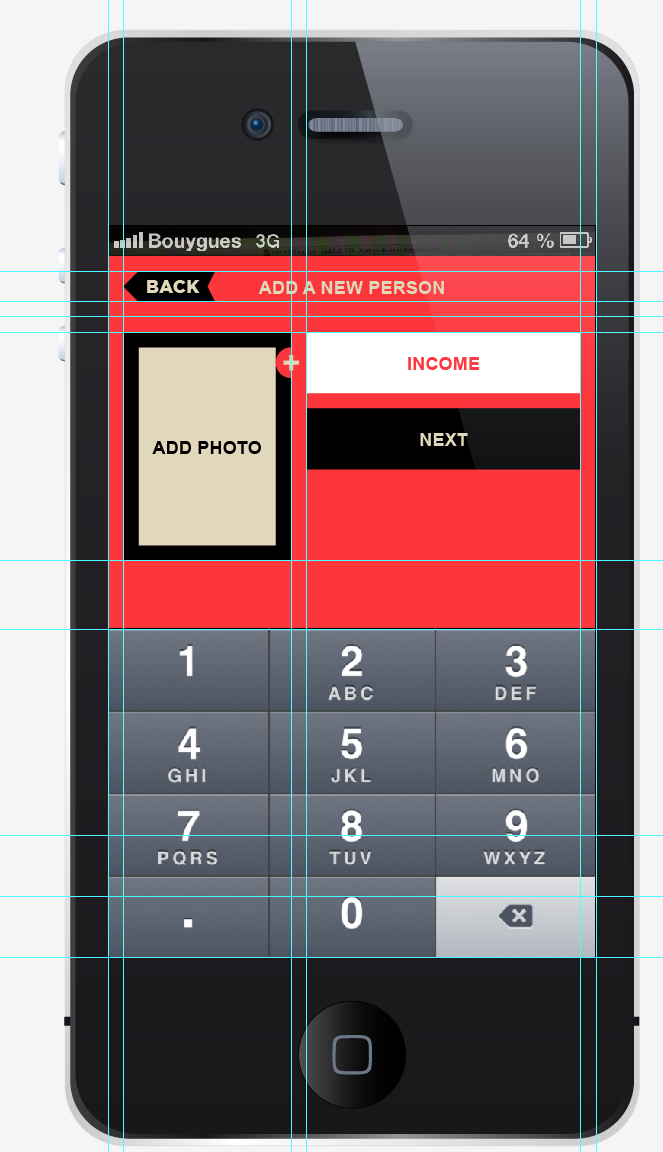 Bouygues 3G 64 %
BACK ADD A NEW PERSON
INCOME
NEXT
ADD PHOTO
1 2 3
ABC DEF
4 5 6
GHI JKL MNO
7 8 9
PQRS TUV WXYZ
. 0